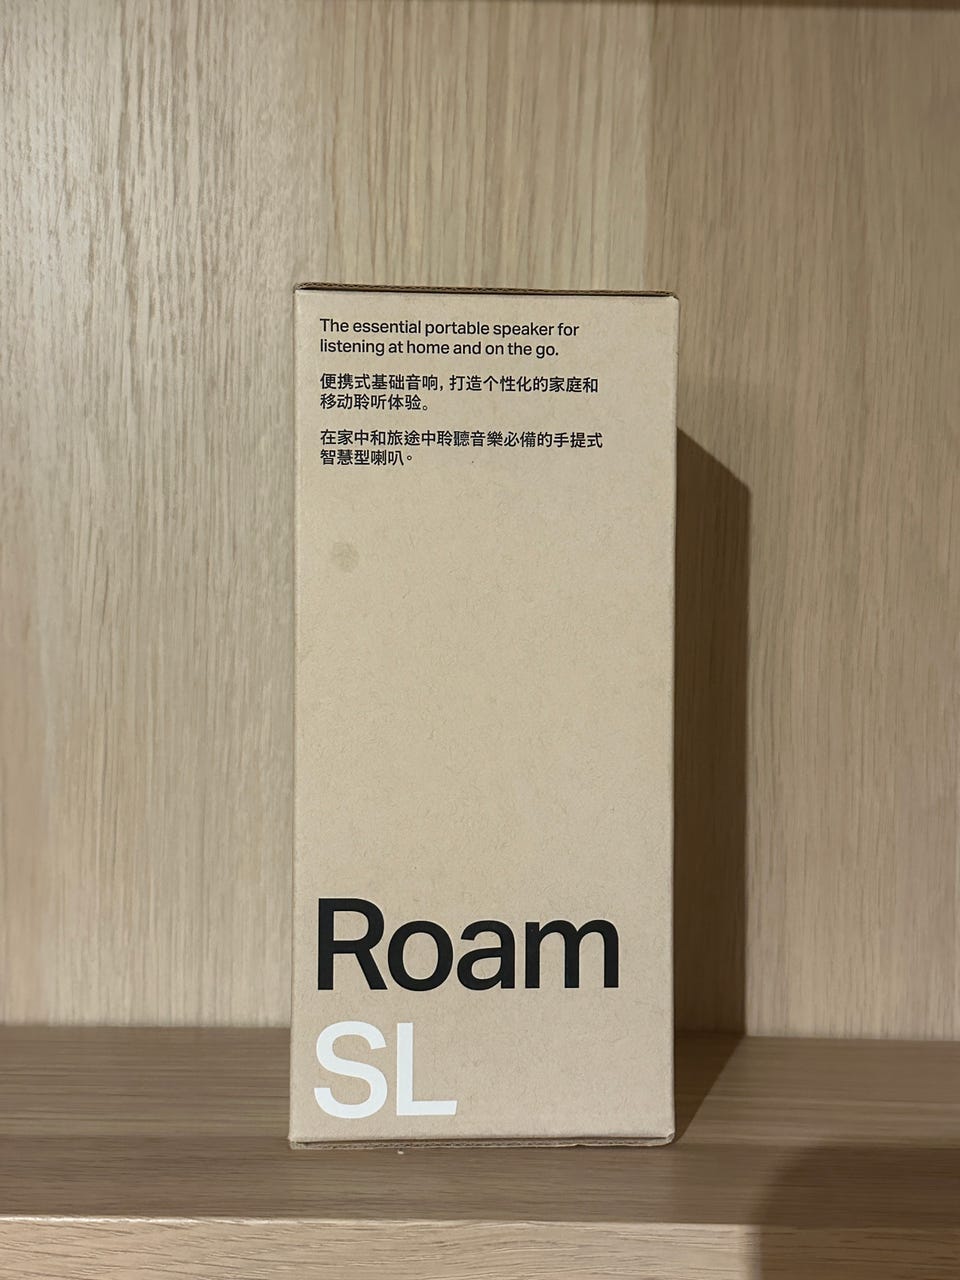 The essential portable speaker for
listening at home and on the go.
便携式基础音响, 打造个性化的家庭和
移动聆听体验。
在家中和旅途中聆聽音樂必備的手提式
智慧型喇叭。
Roam
SL